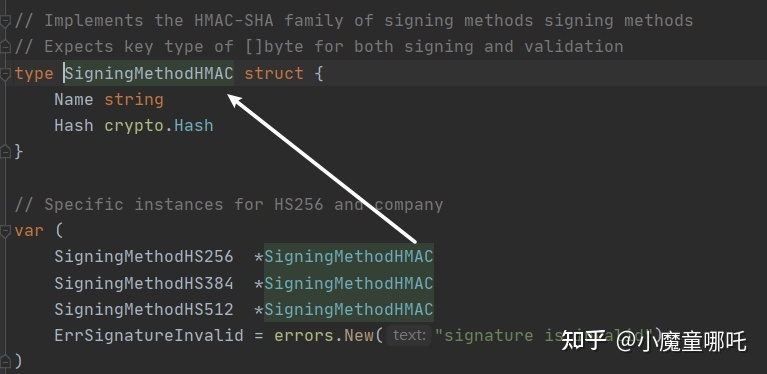 // Implements the HMAC-SHA family of signing methods signing methods
// Expects key type of []byte for both signing and validation
type SigningMethodHMAC struct {
Name string
Hash crypto.Hash
}
// Specific instances for HS256 and company
var (
SigningMethodHS256 *SigningMethodHMAC
SigningMethodHS384 *SigningMethodHMAC
SigningMethodHS512 *SigningMethodHMAC
ErrSignatureInvalid = errors.New( text: "signature is invalid")
)
知乎 @小魔童哪吒